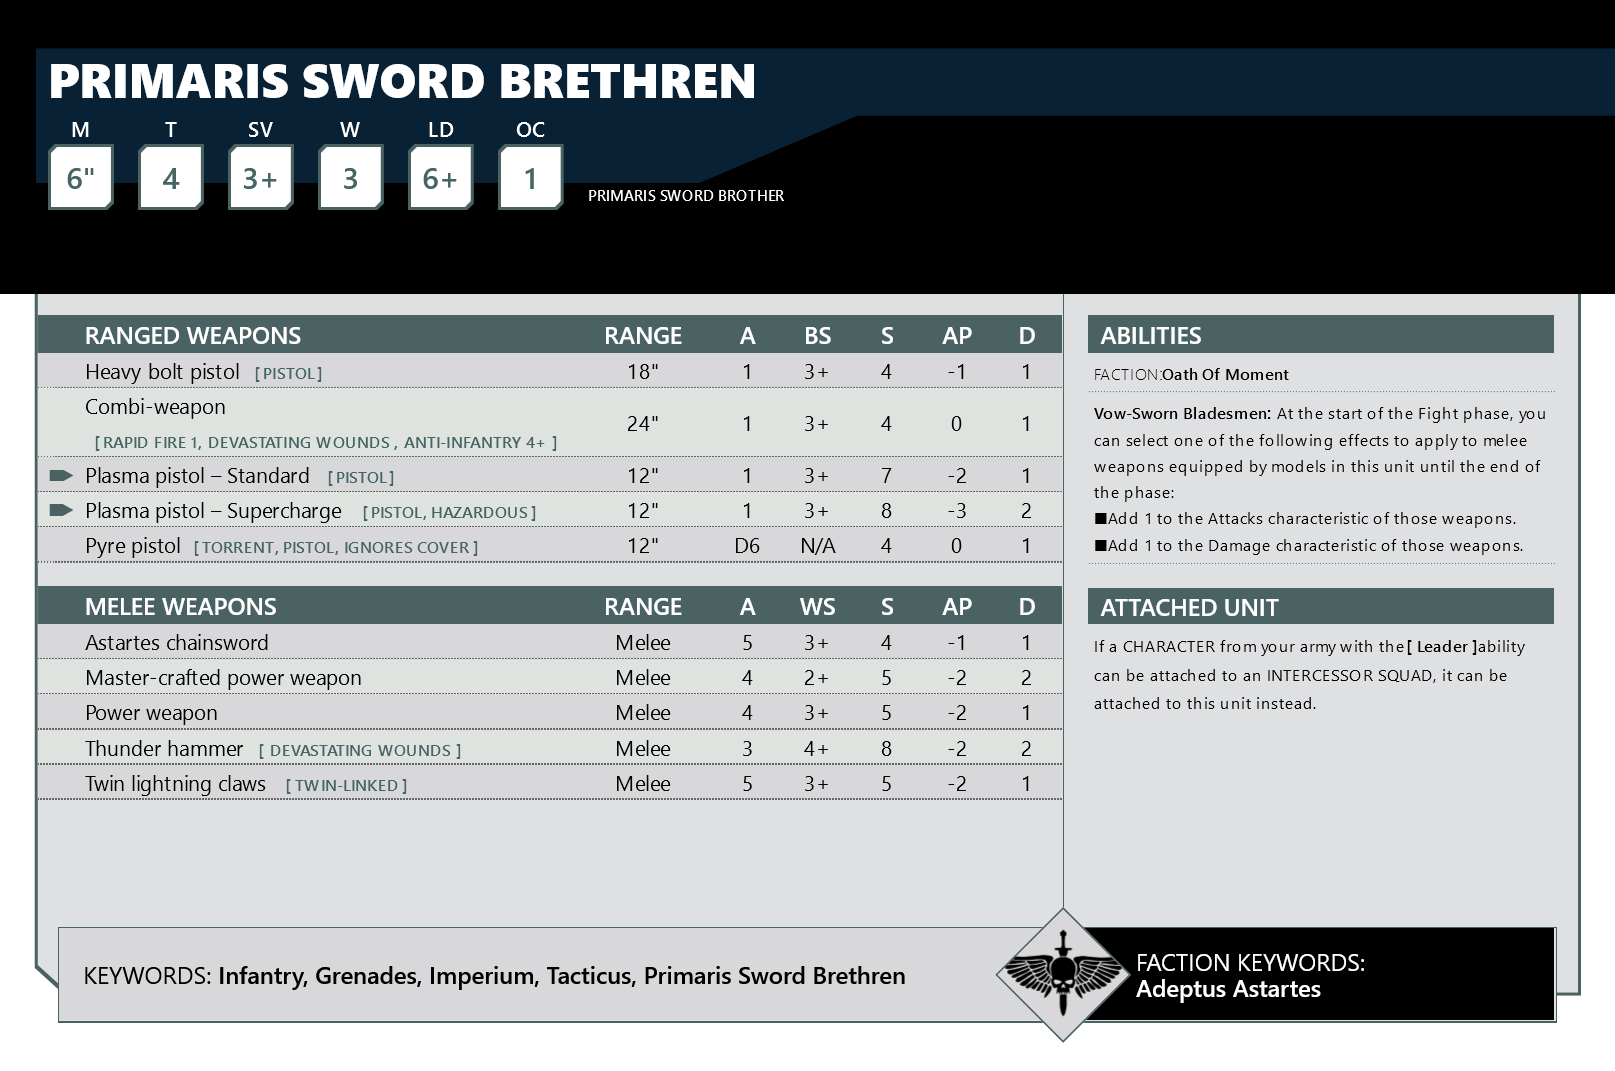 PRIMARIS SWORD BRETHREN
M T SV W LD OC
6" 4 3+ 3 6+ 1
PRIMARIS SWORD BROTHER
RANGED WEAPONS RANGE A BS S AP D
Heavy bolt pistol [ PISTOL ] 18" 1 3+ 4 -1 1
Combi-weapon
[ RAPID FIRE 1, DEVASTATING WOUNDS , ANTI-INFANTRY 4+ ] 24" 1 3+ 4 0 1
Plasma pistol – Standard [ PISTOL ] 12" 1 3+ 7 -2 1
Plasma pistol – Supercharge [ PISTOL, HAZARDOUS ] 12" 1 3+ 8 -3 2
Pyre pistol [ TORRENT, PISTOL, IGNORES COVER ] 12" D6 N/A 4 0 1
MELEE WEAPONS RANGE A WS S AP D
Astartes chainsword Melee 5 3+ 4 -1 1
Master-crafted power weapon Melee 4 2+ 5 -2 2
Power weapon Melee 4 3+ 5 -2 1
Thunder hammer [ DEVASTATING WOUNDS ] Melee 3 4+ 8 -2 2
Twin lightning claws [ TWIN-LINKED ] Melee 5 3+ 5 -2 1
ABILITIES
FACTION:Oath Of Moment
Vow-Sworn Bladesmen: At the start of the Fight phase, you
can select one of the following effects to apply to melee
weapons equipped by models in this unit until the end of
the phase:
■Add 1 to the Attacks characteristic of those weapons.
■Add 1 to the Damage characteristic of those weapons.
ATTACHED UNIT
If a CHARACTER from your army with the [ Leader ]ability
can be attached to an INTERCESSOR SQUAD, it can be
attached to this unit instead.
KEYWORDS: Infantry, Grenades, Imperium, Tacticus, Primaris Sword Brethren
FACTION KEYWORDS:
Adeptus Astartes